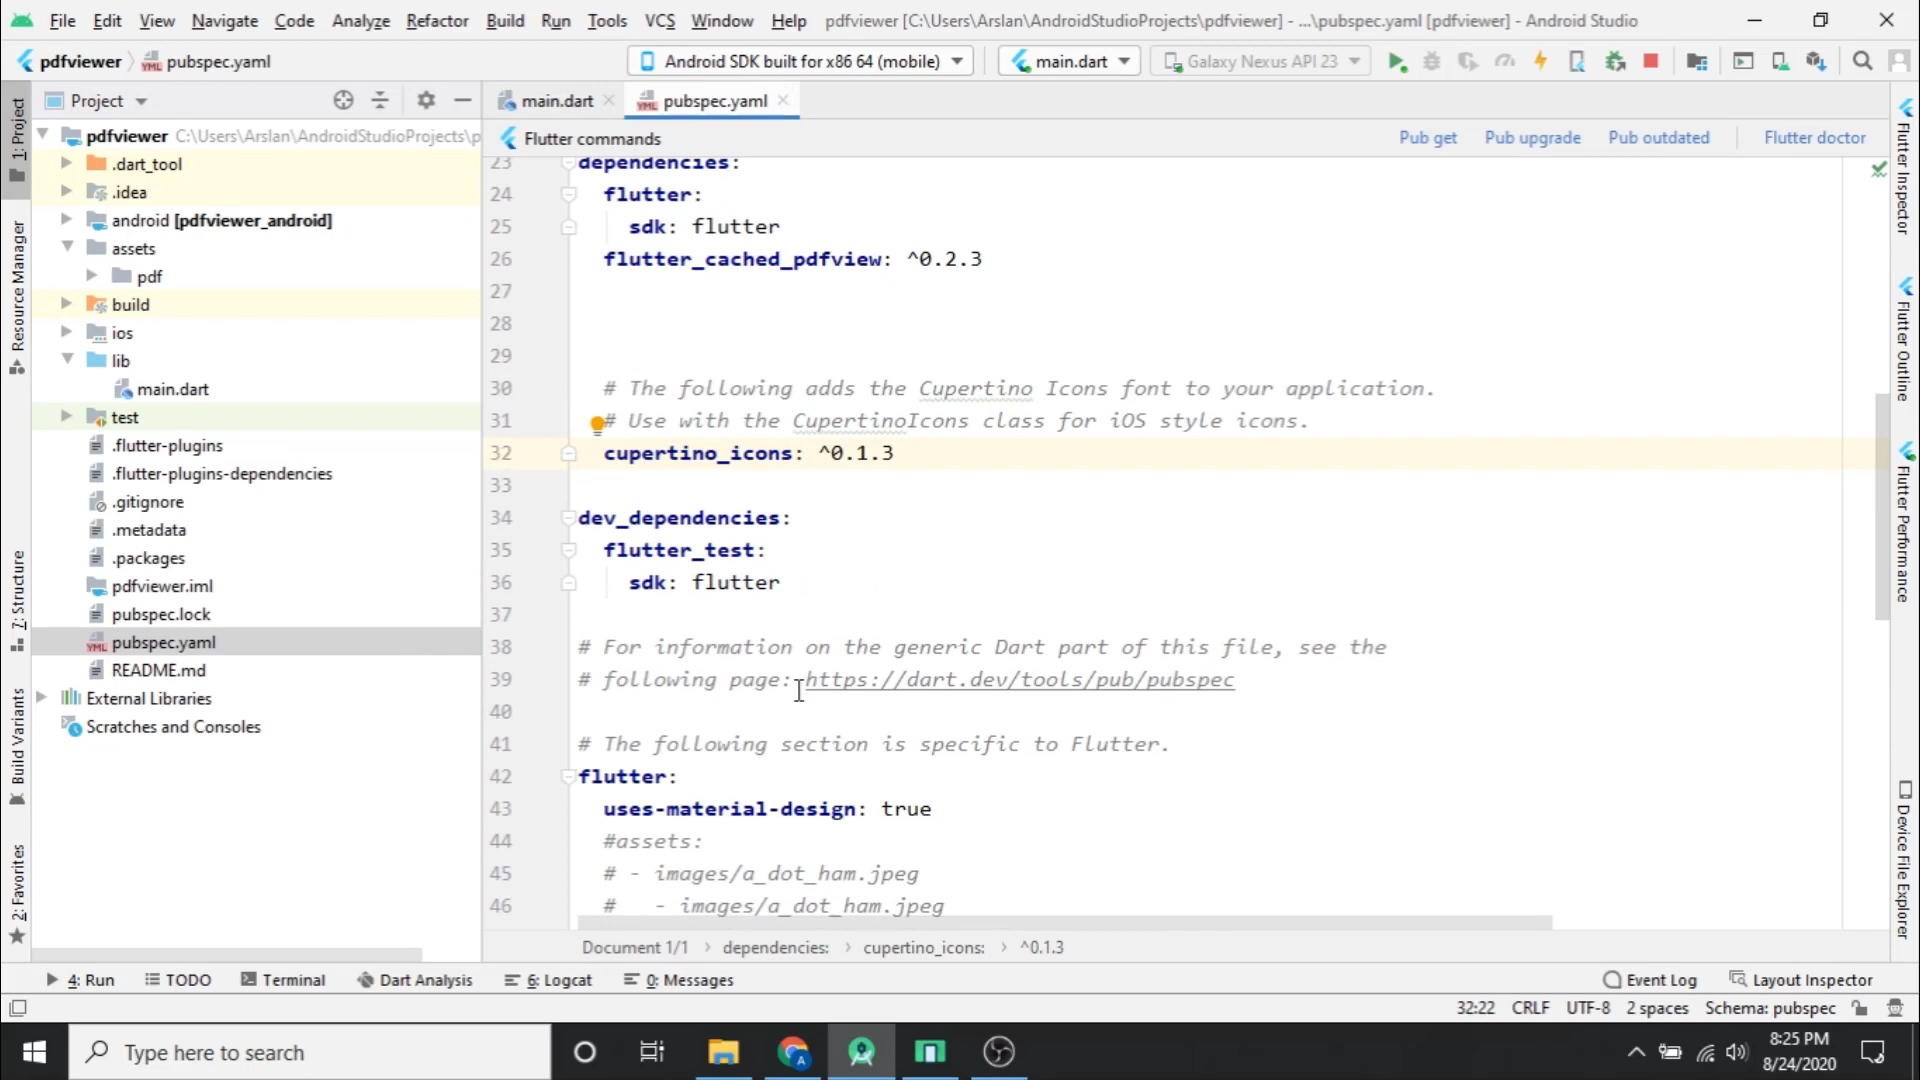 File Edit View Navigate Code Analyze Refactor Build Run Tools VCS Window Help pdfviewer [C:\Users\Arslan\AndroidStudioProjects\pdfviewer] - ...\pubspec.yaml [pdfviewer] - Android Studio
pdfviewer pubspec.yaml Android SDK built for x86 64 (mobile) main.dart Galaxy Nexus API 23
Project main.dart pubspec.yaml
Flutter commands Pub get Pub upgrade Pub outdated Flutter doctor
1: Project
Resource Manager
7: Structure
Build Variants
2: Favorites
pdfviewer C:\Users\Arslan\AndroidStudioProjects\p
.dart_tool
.idea
android [pdfviewer_android]
assets
pdf
build
ios
lib
main.dart
test
.flutter-plugins
.flutter-plugins-dependencies
.gitignore
.metadata
.packages
pdfviewer.iml
pubspec.lock
pubspec.yaml
README.md
External Libraries
Scratches and Consoles
23 dependencies:
24 flutter:
25 sdk: flutter
26 flutter_cached_pdfview: ^0.2.3
27
28
29
30 # The following adds the Cupertino Icons font to your application.
31 # Use with the CupertinoIcons class for iOS style icons.
32 cupertino_icons: ^0.1.3
33
34 dev_dependencies:
35 flutter_test:
36 sdk: flutter
37
38 # For information on the generic Dart part of this file, see the
39 # following page: https://dart.dev/tools/pub/pubspec
40
41 # The following section is specific to Flutter.
42 flutter:
43 uses-material-design: true
44 #assets:
45 # - images/a_dot_ham.jpeg
46 # - images/a_dot_ham.jpeg
Flutter Inspector
Flutter Outline
Flutter Performance
Device File Explorer
Document 1/1 › dependencies: › cupertino_icons: › ^0.1.3
4: Run TODO Terminal Dart Analysis 6: Logcat 0: Messages Event Log Layout Inspector
32:22 CRLF UTF-8 2 spaces Schema: pubspec
Type here to search
8:25 PM
8/24/2020